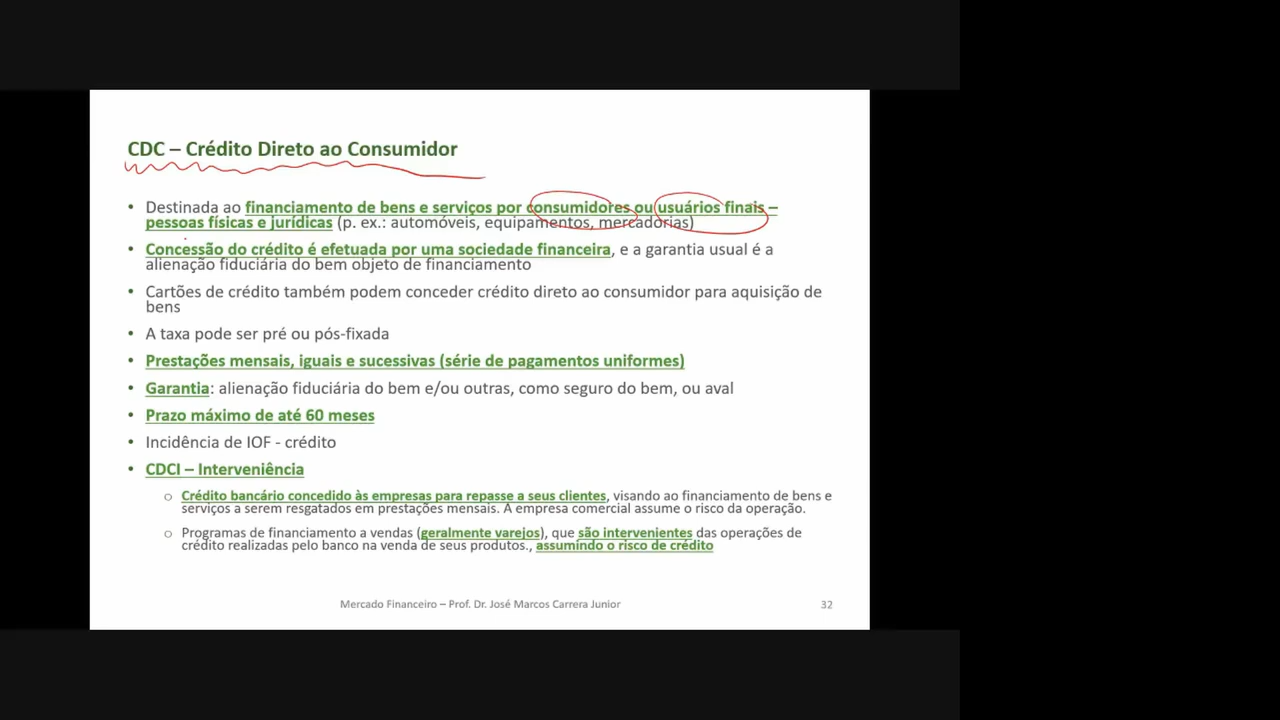 CDC – Crédito Direto ao Consumidor
• Destinada ao financiamento de bens e serviços por consumidores ou usuários finais –
pessoas físicas e jurídicas (p. ex.: automóveis, equipamentos, mercadorias)
• Concessão do crédito é efetuada por uma sociedade financeira, e a garantia usual é a
alienação fiduciária do bem objeto de financiamento
• Cartões de crédito também podem conceder crédito direto ao consumidor para aquisição de
bens
• A taxa pode ser pré ou pós-fixada
• Prestações mensais, iguais e sucessivas (série de pagamentos uniformes)
• Garantia: alienação fiduciária do bem e/ou outras, como seguro do bem, ou aval
• Prazo máximo de até 60 meses
• Incidência de IOF - crédito
• CDCI – Interveniência
o Crédito bancário concedido às empresas para repasse a seus clientes, visando ao financiamento de bens e
serviços a serem resgatados em prestações mensais. A empresa comercial assume o risco da operação.
o Programas de financiamento a vendas (geralmente varejos), que são intervenientes das operações de
crédito realizadas pelo banco na venda de seus produtos., assumindo o risco de crédito
Mercado Financeiro – Prof. Dr. José Marcos Carrera Junior
32